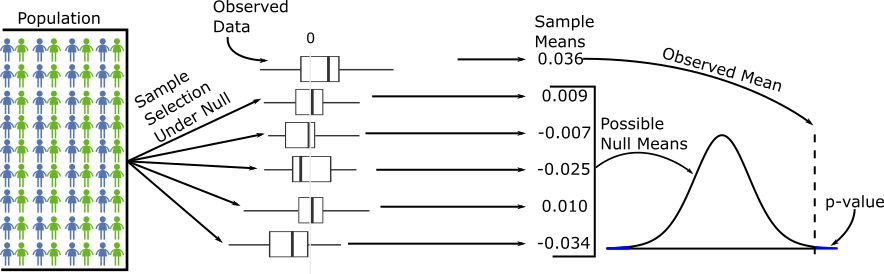 Population
Observed
Data
0
Sample
Means
0.036
Observed Mean
Sample
Selection
Under Null
0.009
-0.007
-0.025
0.010
-0.034
Possible
Null Means
p-value